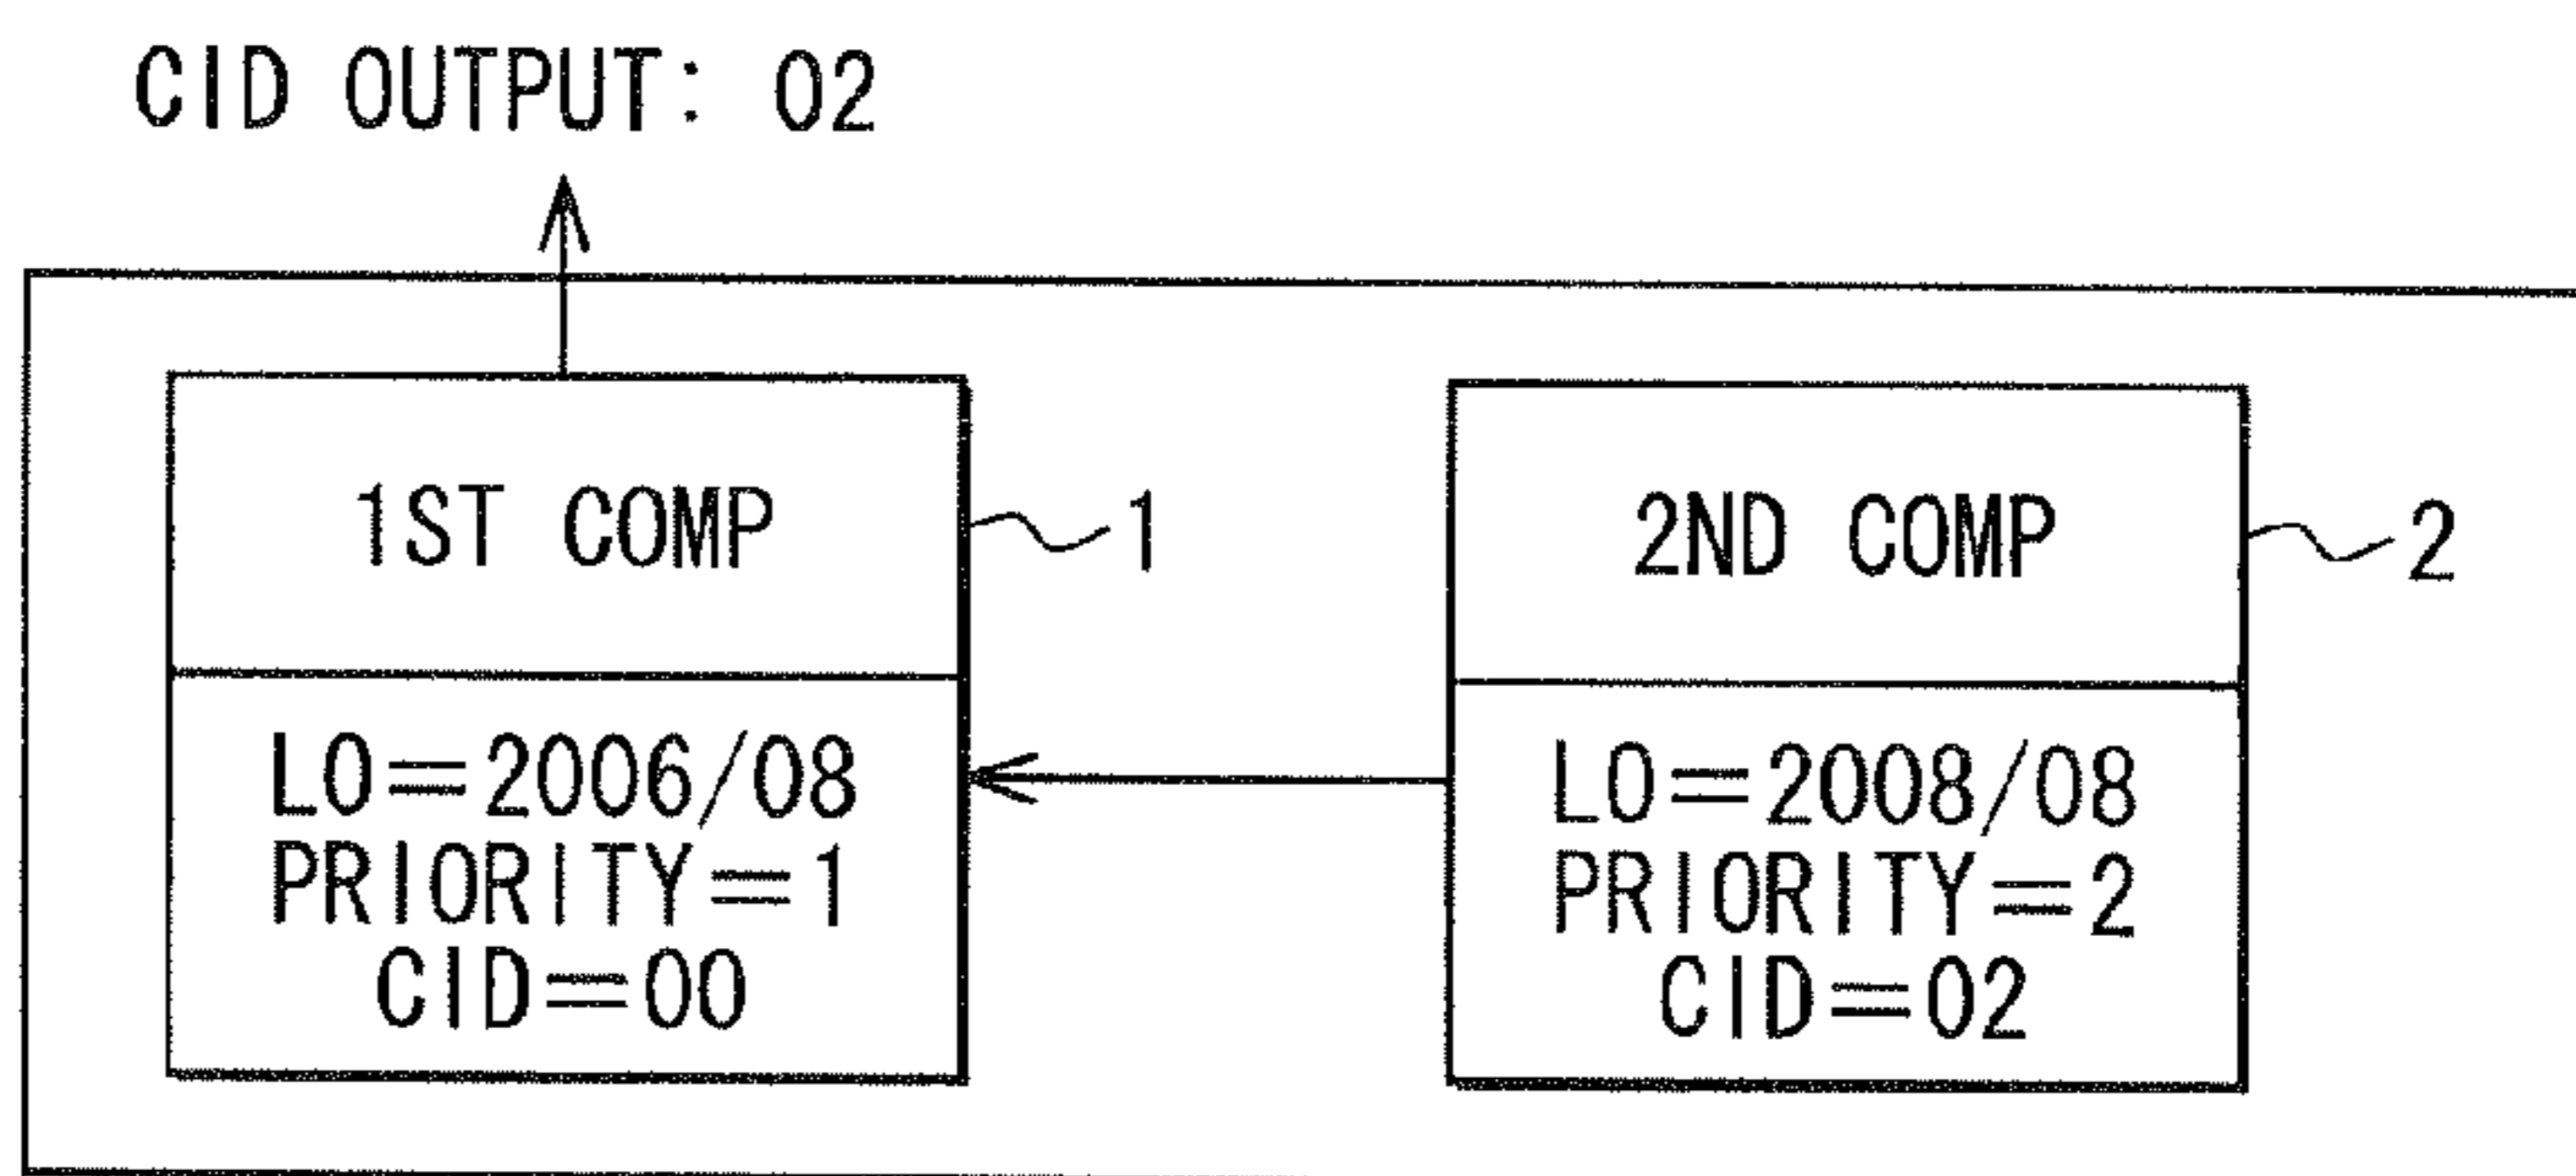 CID OUTPUT: 02
1ST COMP
1
2ND COMP
2
LO=2006/08
PRIORITY=1
CID=00
LO=2008/08
PRIORITY=2
CID=02